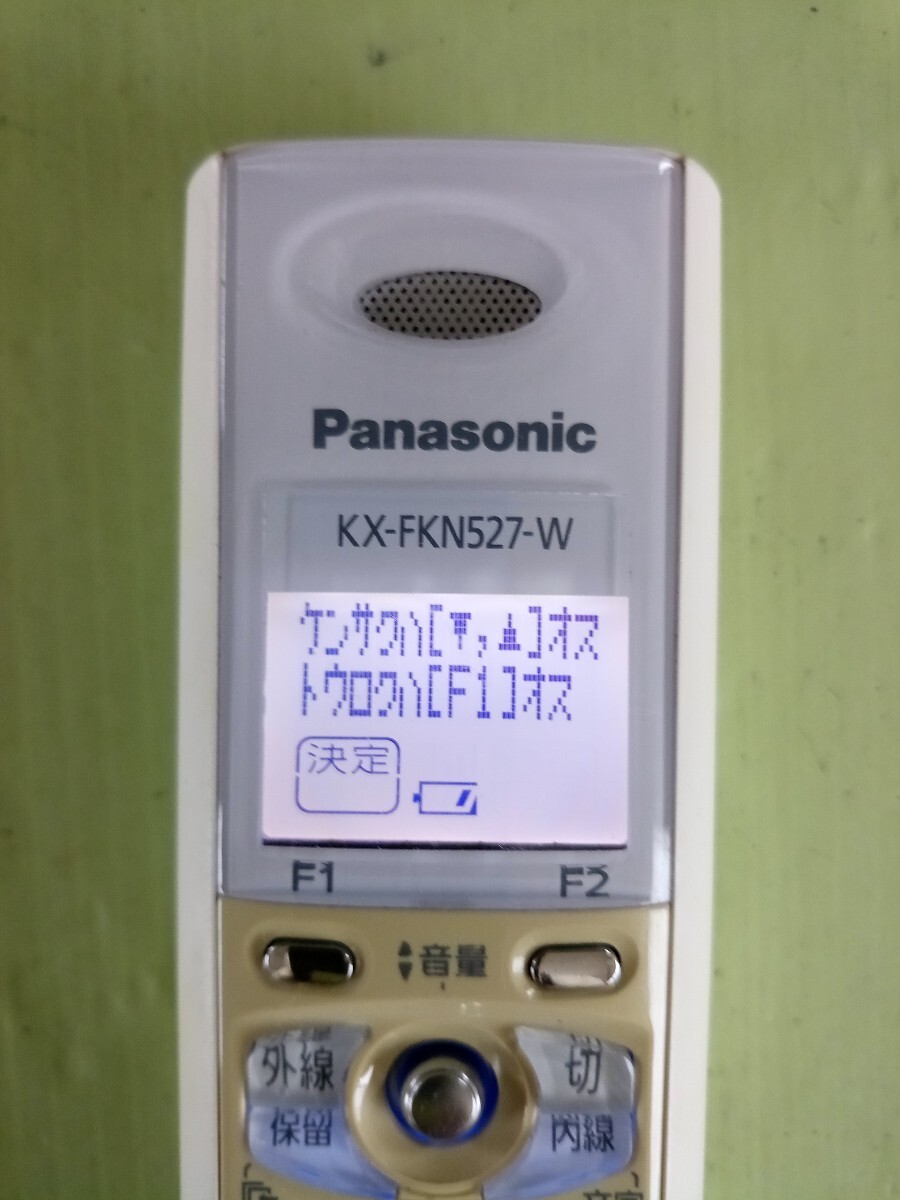 Panasonic
KX-FKN527-W
ケンサクハ[▼,▲]オス
トウロクハ[F1]オス
決定
F1
F2
音量
外線
切
保留
内線